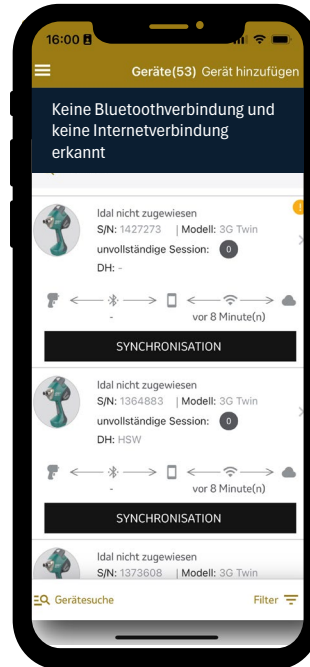 16:00
Geräte(53) Gerät hinzufügen
Keine Bluetoothverbindung und
keine Internetverbindung
erkannt
Idal nicht zugewiesen
S/N: 1427273 | Modell: 3G Twin
unvollständige Session: 0
DH: -
- vor 8 Minute(n)
SYNCHRONISATION
Idal nicht zugewiesen
S/N: 1364883 | Modell: 3G Twin
unvollständige Session: 0
DH: HSW
- vor 8 Minute(n)
SYNCHRONISATION
Idal nicht zugewiesen
S/N: 1373608 | Modell: 3G Twin
Gerätesuche Filter